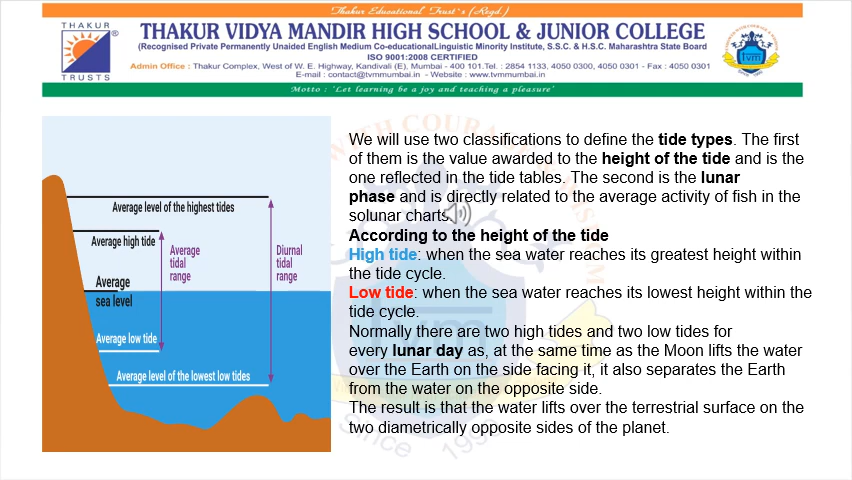 Thakur Educational Trust's (Regd.)
THAKUR VIDYA MANDIR HIGH SCHOOL & JUNIOR COLLEGE
(Recognised Private Permanently Unaided English Medium Co-educationalLinguistic Minority Institute, S.S.C. & H.S.C. Maharashtra State Board
ISO 9001:2008 CERTIFIED
Admin Office : Thakur Complex, West of W. E. Highway, Kandivali (E), Mumbai - 400 101.Tel. : 2854 1133, 4050 0300, 4050 0301 - Fax : 4050 0301
E-mail : contact@tvmmumbai.in - Website : www.tvmmumbai.in
Motto : 'Let learning be a joy and teaching a pleasure'
THAKUR
TRUSTS
tvm
Average level of the highest tides
Average high tide
Average
tidal
range
Diurnal
tidal
range
Average
sea level
Average low tide
Average level of the lowest low tides
We will use two classifications to define the tide types. The first
of them is the value awarded to the height of the tide and is the
one reflected in the tide tables. The second is the lunar
phase and is directly related to the average activity of fish in the
solunar charts.
According to the height of the tide
High tide: when the sea water reaches its greatest height within
the tide cycle.
Low tide: when the sea water reaches its lowest height within the
tide cycle.
Normally there are two high tides and two low tides for
every lunar day as, at the same time as the Moon lifts the water
over the Earth on the side facing it, it also separates the Earth
from the water on the opposite side.
The result is that the water lifts over the terrestrial surface on the
two diametrically opposite sides of the planet.
tvm